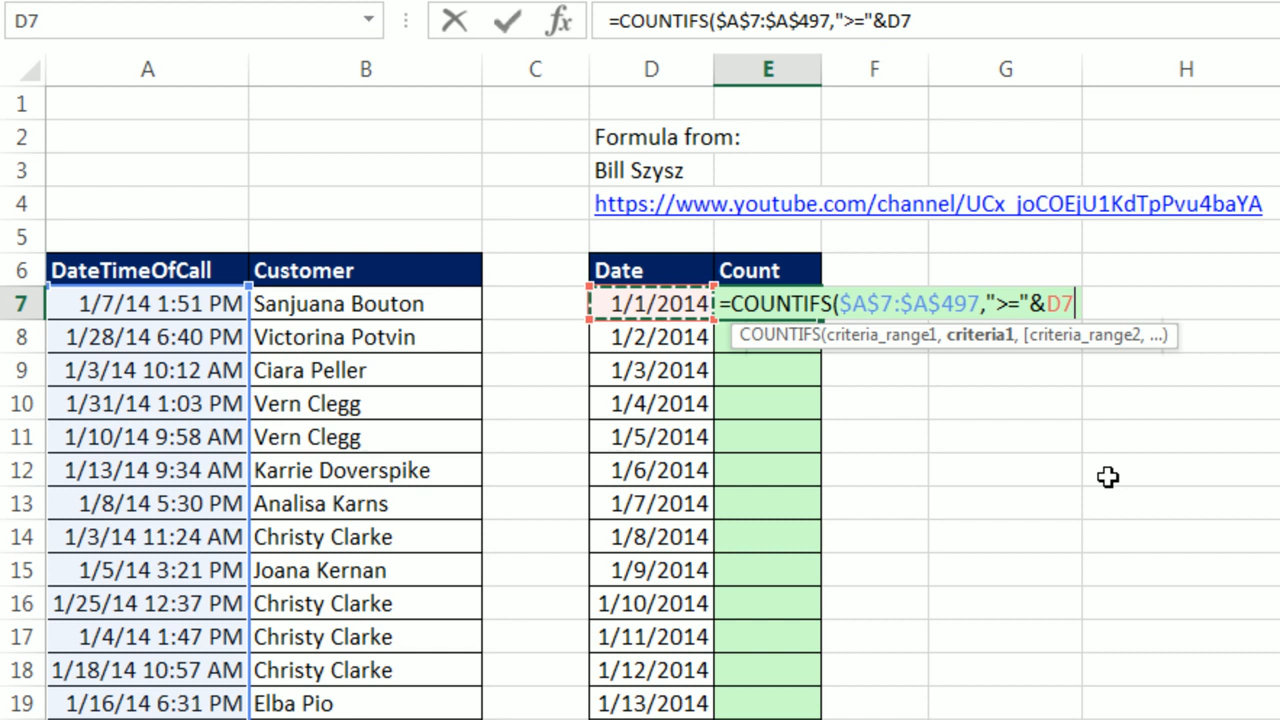 D7 =COUNTIFS($A$7:$A$497,">="&D7
A B C D E F G H
1
2 Formula from:
3 Bill Szysz
4 https://www.youtube.com/channel/UCx_joCOEjU1KdTpPvu4baYA
5
6 DateTimeOfCall Customer Date Count
7 1/7/14 1:51 PM Sanjuana Bouton 1/1/2014 =COUNTIFS($A$7:$A$497,">="&D7
8 1/28/14 6:40 PM Victorina Potvin 1/2/2014 COUNTIFS(criteria_range1, criteria1, [criteria_range2, ...)
9 1/3/14 10:12 AM Ciara Peller 1/3/2014
10 1/31/14 1:03 PM Vern Clegg 1/4/2014
11 1/10/14 9:58 AM Vern Clegg 1/5/2014
12 1/13/14 9:34 AM Karrie Doverspike 1/6/2014
13 1/8/14 5:30 PM Analisa Karns 1/7/2014
14 1/3/14 11:24 AM Christy Clarke 1/8/2014
15 1/5/14 3:21 PM Joana Kernan 1/9/2014
16 1/25/14 12:37 PM Christy Clarke 1/10/2014
17 1/4/14 1:47 PM Christy Clarke 1/11/2014
18 1/18/14 10:57 AM Christy Clarke 1/12/2014
19 1/16/14 6:31 PM Elba Pio 1/13/2014